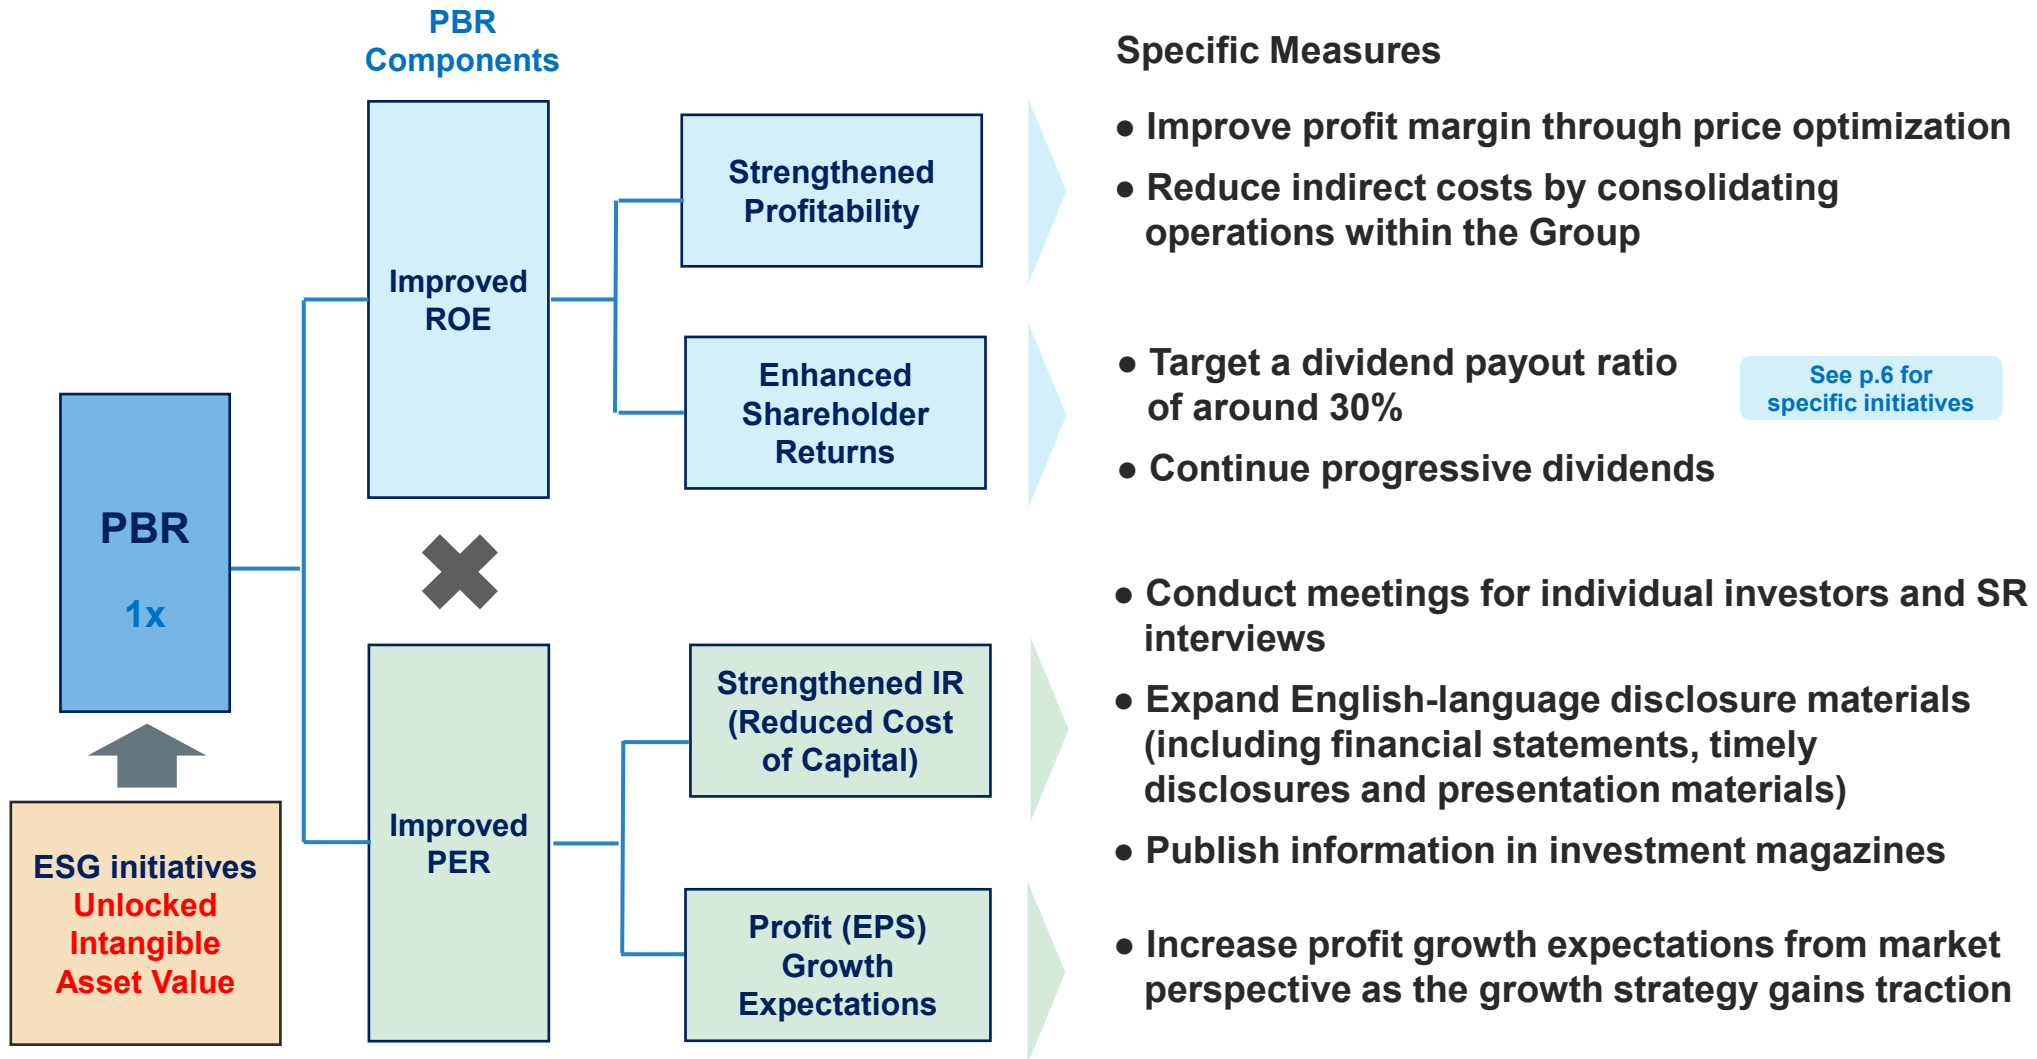 PBR
Components
Specific Measures
Improved
ROE
Strengthened
Profitability
● Improve profit margin through price optimization
● Reduce indirect costs by consolidating
operations within the Group
Enhanced
Shareholder
Returns
● Target a dividend payout ratio
of around 30%
● Continue progressive dividends
See p.6 for
specific initiatives
PBR
1x
Improved
PER
Strengthened IR
(Reduced Cost
of Capital)
● Conduct meetings for individual investors and SR
interviews
● Expand English-language disclosure materials
(including financial statements, timely
disclosures and presentation materials)
● Publish information in investment magazines
Profit (EPS)
Growth
Expectations
● Increase profit growth expectations from market
perspective as the growth strategy gains traction
ESG initiatives
Unlocked
Intangible
Asset Value